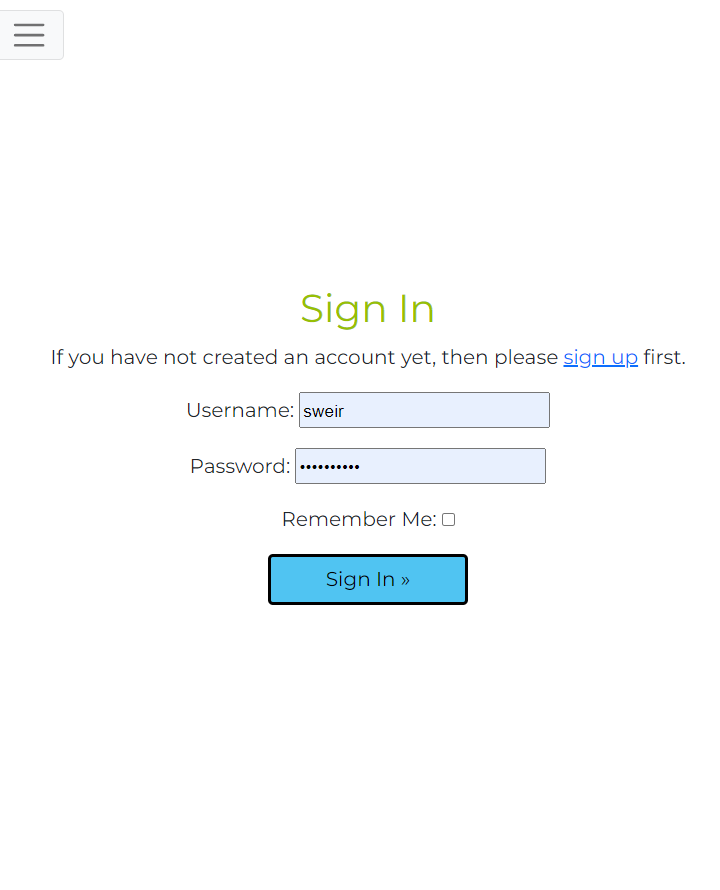 Sign In
If you have not created an account yet, then please sign up first.
Username: sweir
Password: ••••••••••
Remember Me:
Sign In »